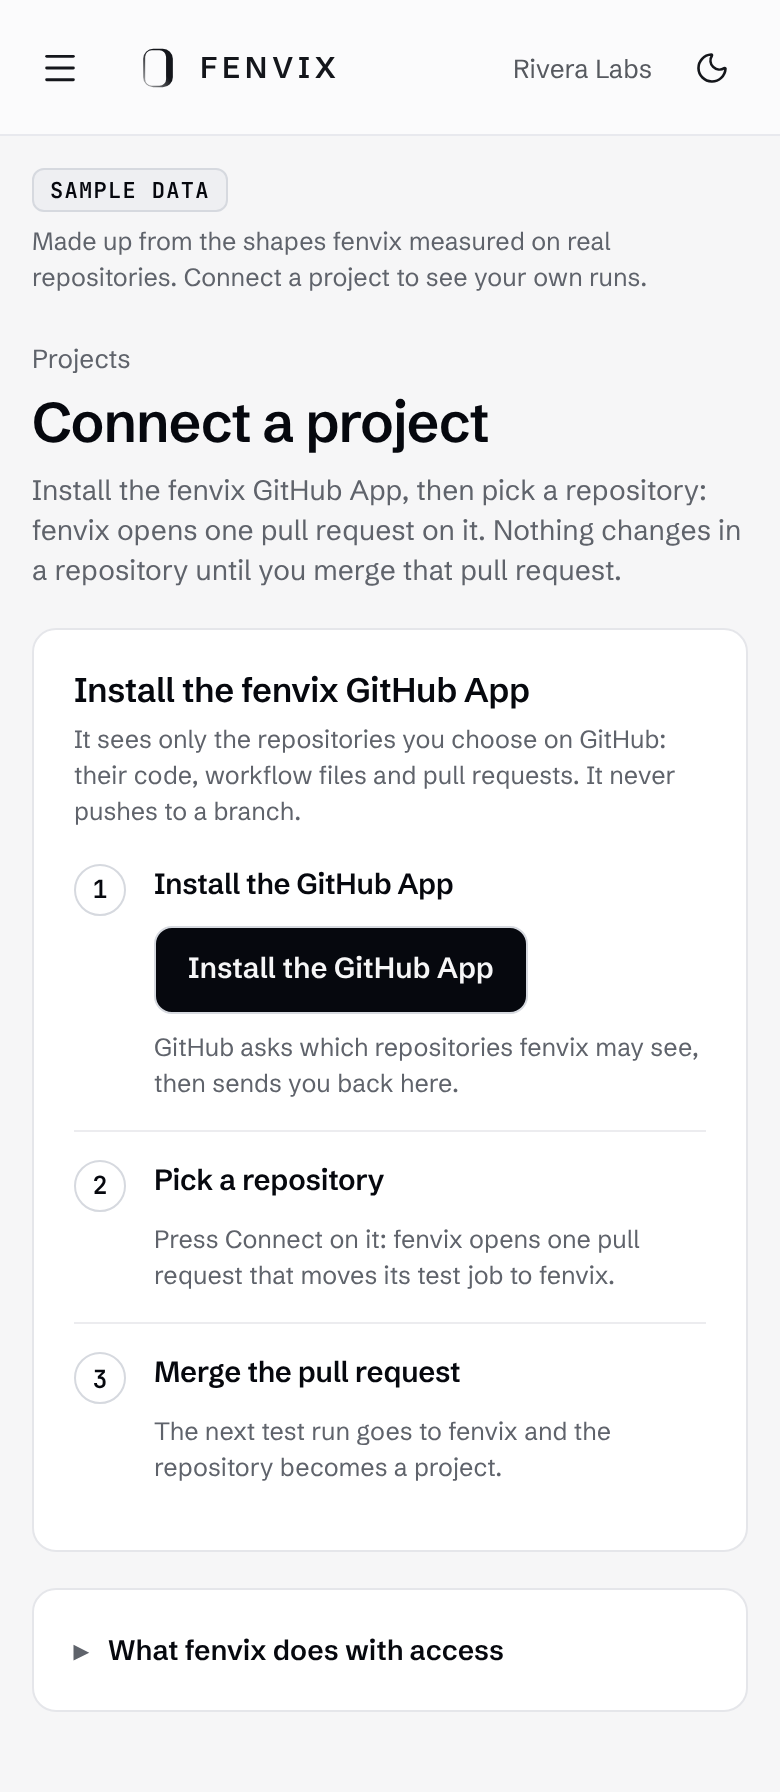 FENVIX
Rivera Labs
SAMPLE DATA
Made up from the shapes fenvix measured on real
repositories. Connect a project to see your own runs.
Projects
Connect a project
Install the fenvix GitHub App, then pick a repository:
fenvix opens one pull request on it. Nothing changes in
a repository until you merge that pull request.
Install the fenvix GitHub App
It sees only the repositories you choose on GitHub:
their code, workflow files and pull requests. It never
pushes to a branch.
1
Install the GitHub App
Install the GitHub App
GitHub asks which repositories fenvix may see,
then sends you back here.
2
Pick a repository
Press Connect on it: fenvix opens one pull
request that moves its test job to fenvix.
3
Merge the pull request
The next test run goes to fenvix and the
repository becomes a project.
What fenvix does with access